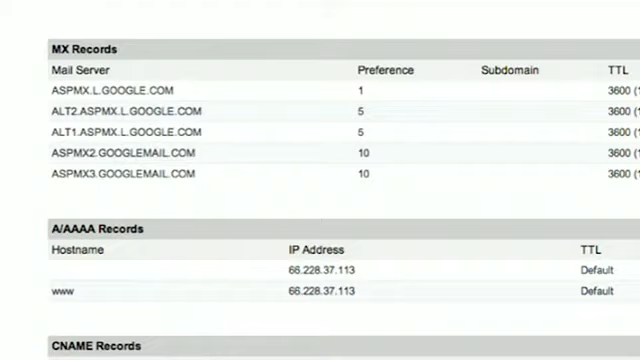 MX Records
Mail Server Preference Subdomain TTL
ASPMX.L.GOOGLE.COM 1 3600 (
ALT2.ASPMX.L.GOOGLE.COM 5 3600 (
ALT1.ASPMX.L.GOOGLE.COM 5 3600 (
ASPMX2.GOOGLEMAIL.COM 10 3600 (
ASPMX3.GOOGLEMAIL.COM 10 3600 (
A/AAAA Records
Hostname IP Address TTL
66.228.37.113 Default
www 66.228.37.113 Default
CNAME Records